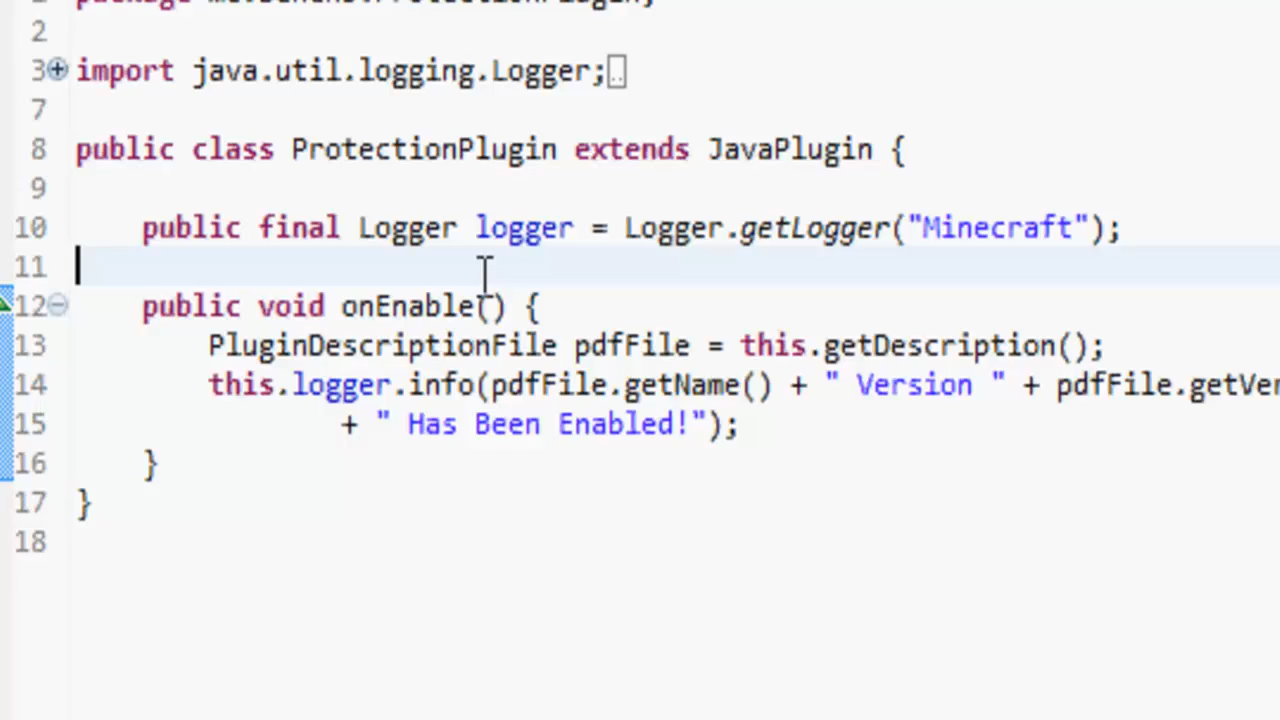 2
3 import java.util.logging.Logger;
7
8 public class ProtectionPlugin extends JavaPlugin {
9
10 public final Logger logger = Logger.getLogger("Minecraft");
11
12 public void onEnable() {
13 PluginDescriptionFile pdfFile = this.getDescription();
14 this.logger.info(pdfFile.getName() + " Version " + pdfFile.getVer
15 + " Has Been Enabled!");
16 }
17 }
18